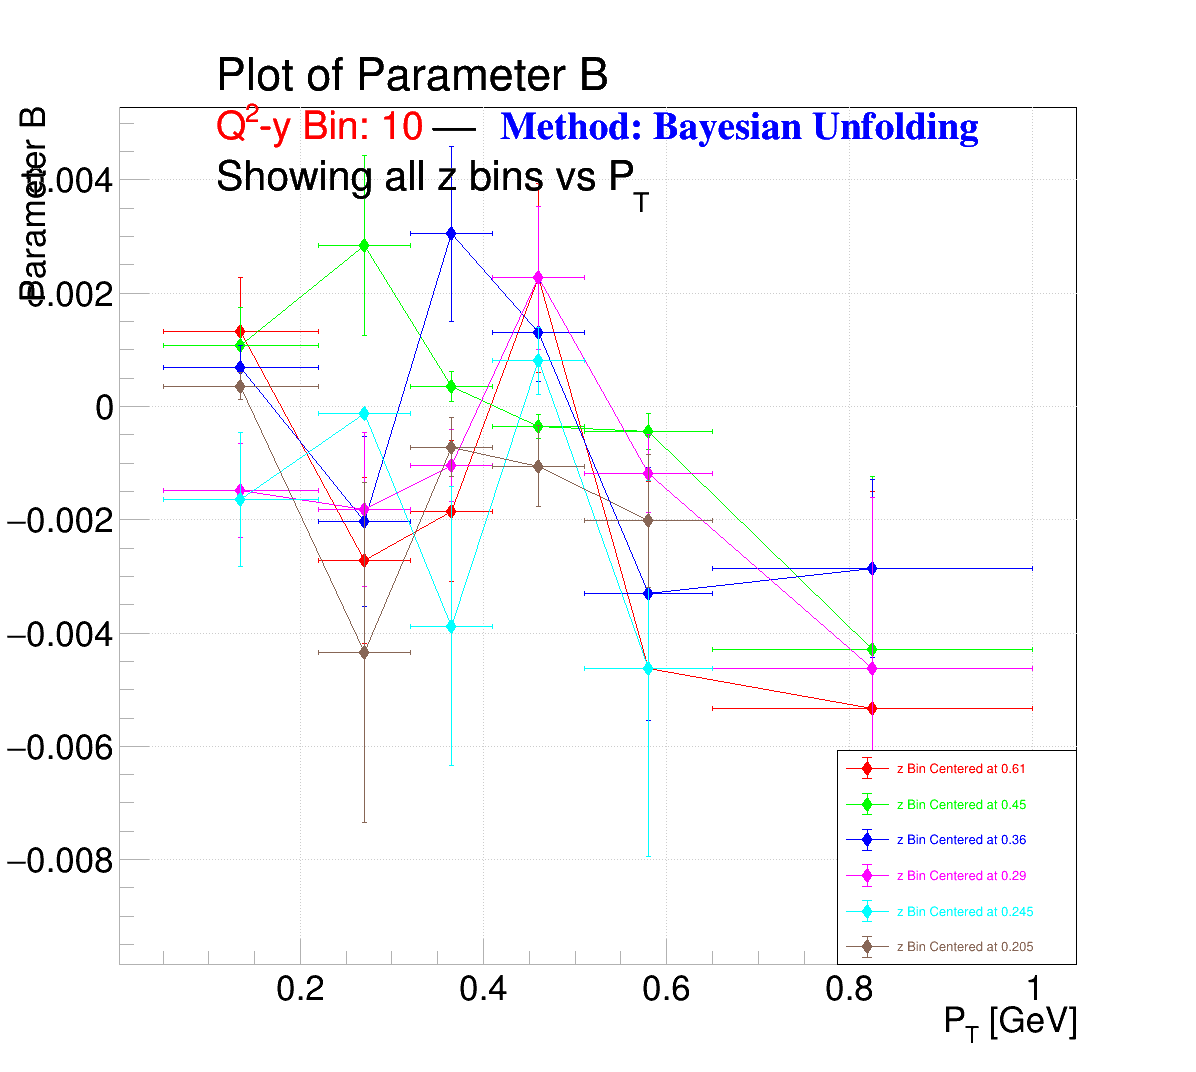 Plot of Parameter B
Q²-y Bin: 10 — Method: Bayesian Unfolding
Showing all z bins vs P_T
Parameter B
0.004
0.002
0
−0.002
−0.004
−0.006
−0.008
0.2 0.4 0.6 0.8 1
P_T [GeV]
z Bin Centered at 0.61
z Bin Centered at 0.45
z Bin Centered at 0.36
z Bin Centered at 0.29
z Bin Centered at 0.245
z Bin Centered at 0.205